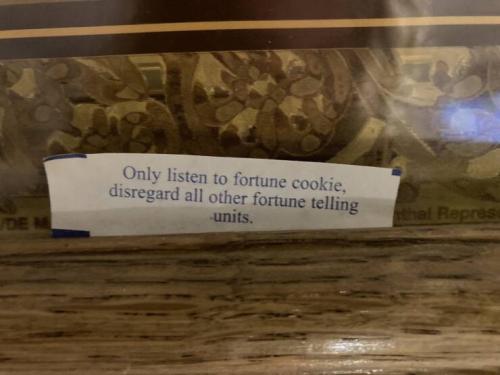 Only listen to fortune cookie,
disregard all other fortune telling
units.